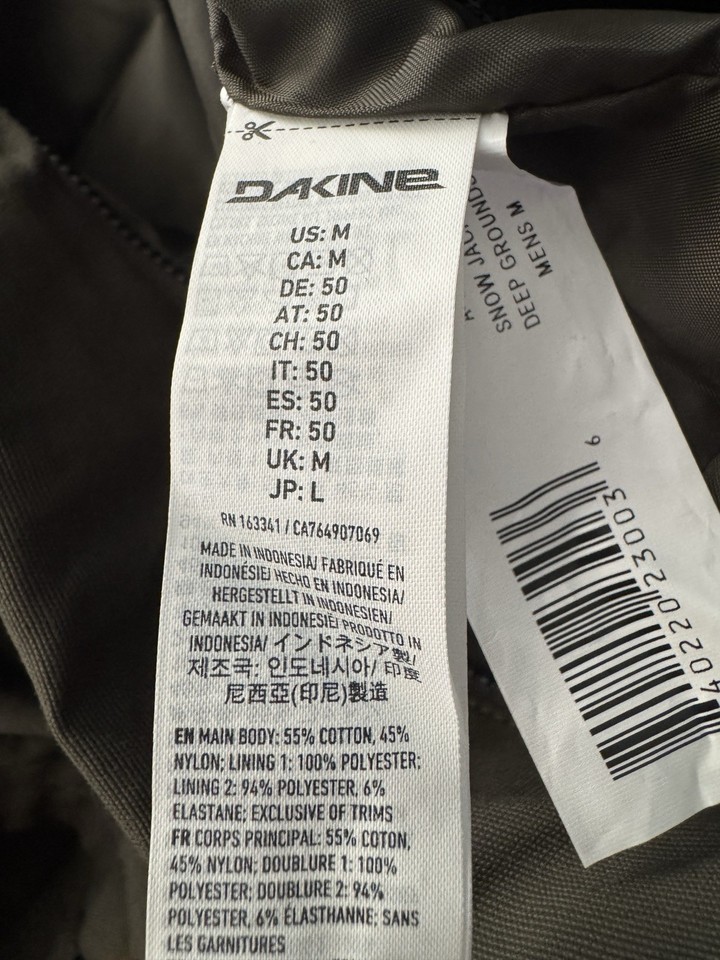 DAKINE
US: M
CA: M
DE: 50
AT: 50
CH: 50
IT: 50
ES: 50
FR: 50
UK: M
JP: L
RN 163341 / CA764907069
MADE IN INDONESIA/ FABRIQUÉ EN
INDONÉSIE/ HECHO EN INDONESIA/
HERGESTELLT IN INDONESIEN/
GEMAAKT IN INDONESIË/ PRODOTTO IN
INDONESIA/ インドネシア製/
제조국: 인도네시아/ 印度
尼西亞(印尼)製造
EN MAIN BODY: 55% COTTON, 45%
NYLON; LINING 1: 100% POLYESTER;
LINING 2: 94% POLYESTER, 6%
ELASTANE; EXCLUSIVE OF TRIMS
FR CORPS PRINCIPAL: 55% COTON,
45% NYLON; DOUBLURE 1: 100%
POLYESTER; DOUBLURE 2: 94%
POLYESTER, 6% ÉLASTHANNE; SANS
LES GARNITURES
SNOW
DEEP
MENS M
40220 23003 6